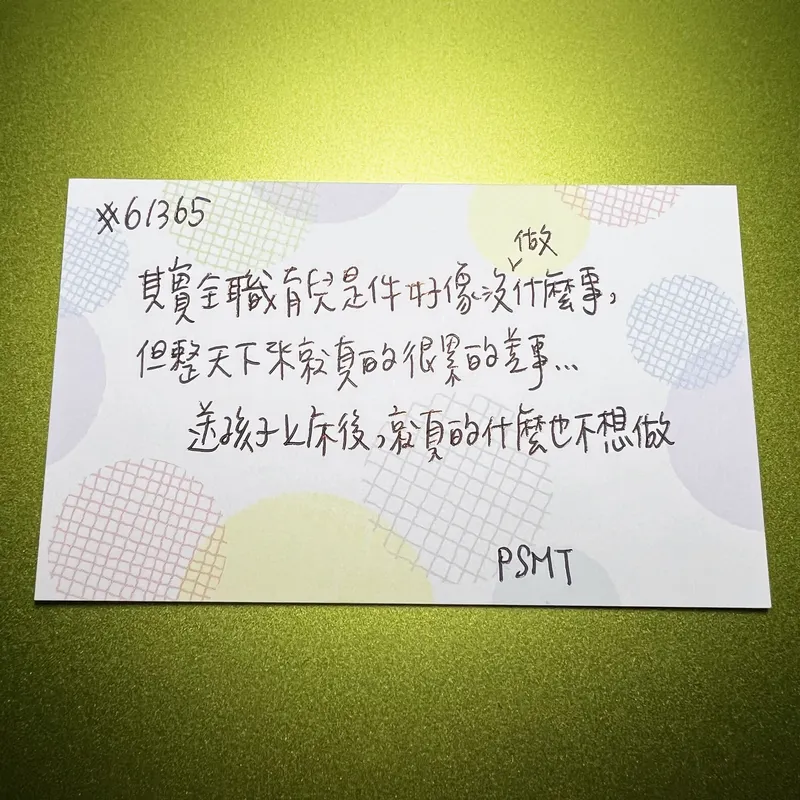 #61365
其實全職育兒是件好像沒做什麼事，
但整天下來就真的很累的差事...
送孩子上床後，就真的什麼也不想做
PSMT